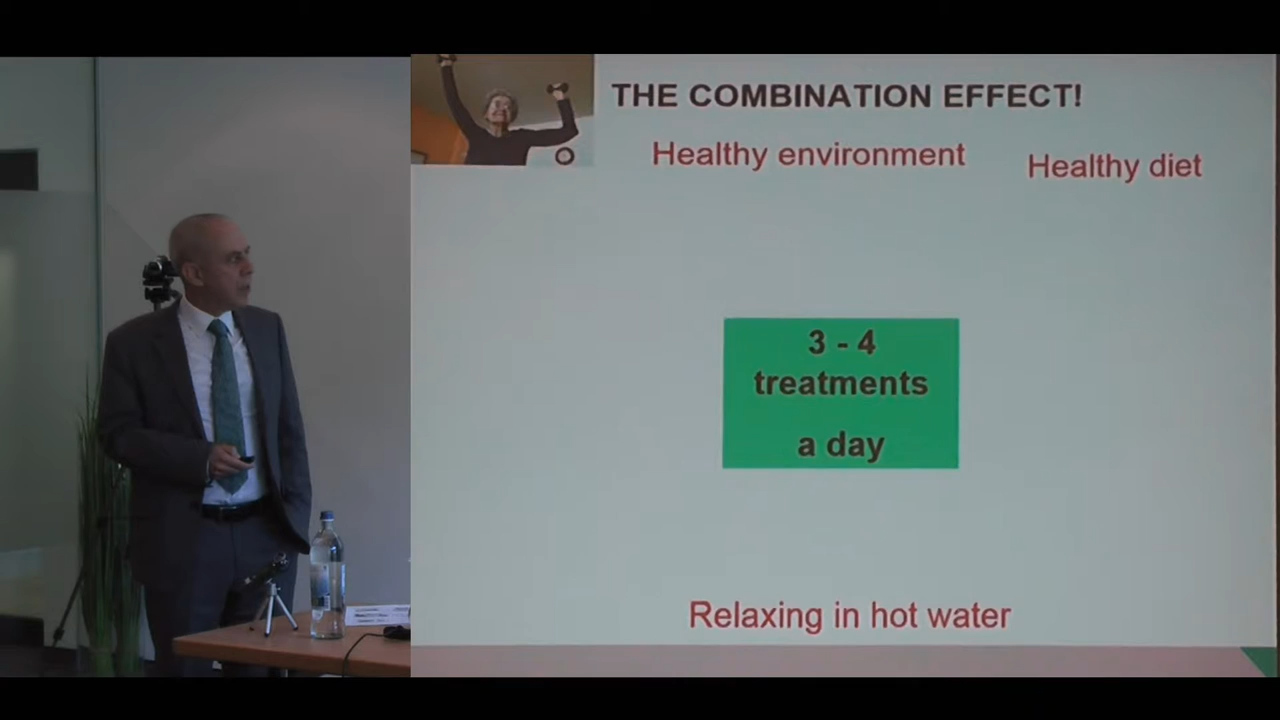 THE COMBINATION EFFECT!
Healthy environment
Healthy diet
3 - 4
treatments
a day
Relaxing in hot water